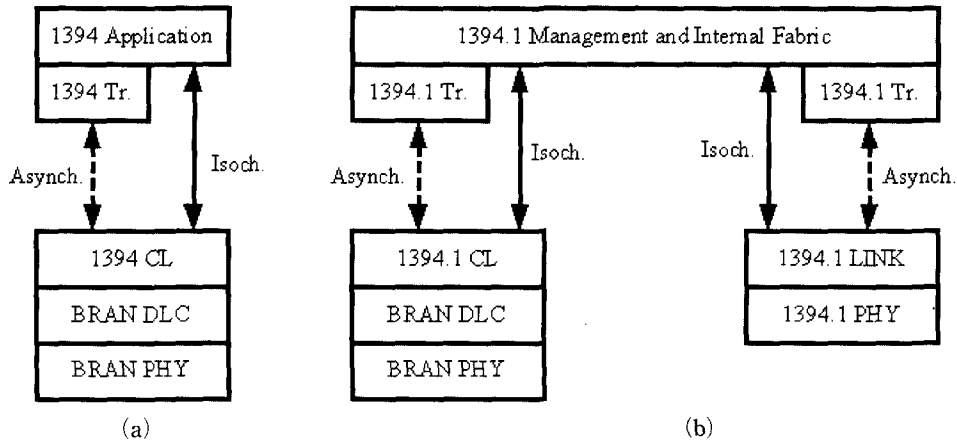 1394 Application
1394 Tr.
Asynch.
Isoch.
1394 CL
BRAN DLC
BRAN PHY
(a)
1394.1 Management and Internal Fabric
1394.1 Tr.
1394.1 Tr.
Asynch.
Isoch.
Isoch.
Asynch.
1394.1 CL
BRAN DLC
BRAN PHY
1394.1 LINK
1394.1 PHY
(b)